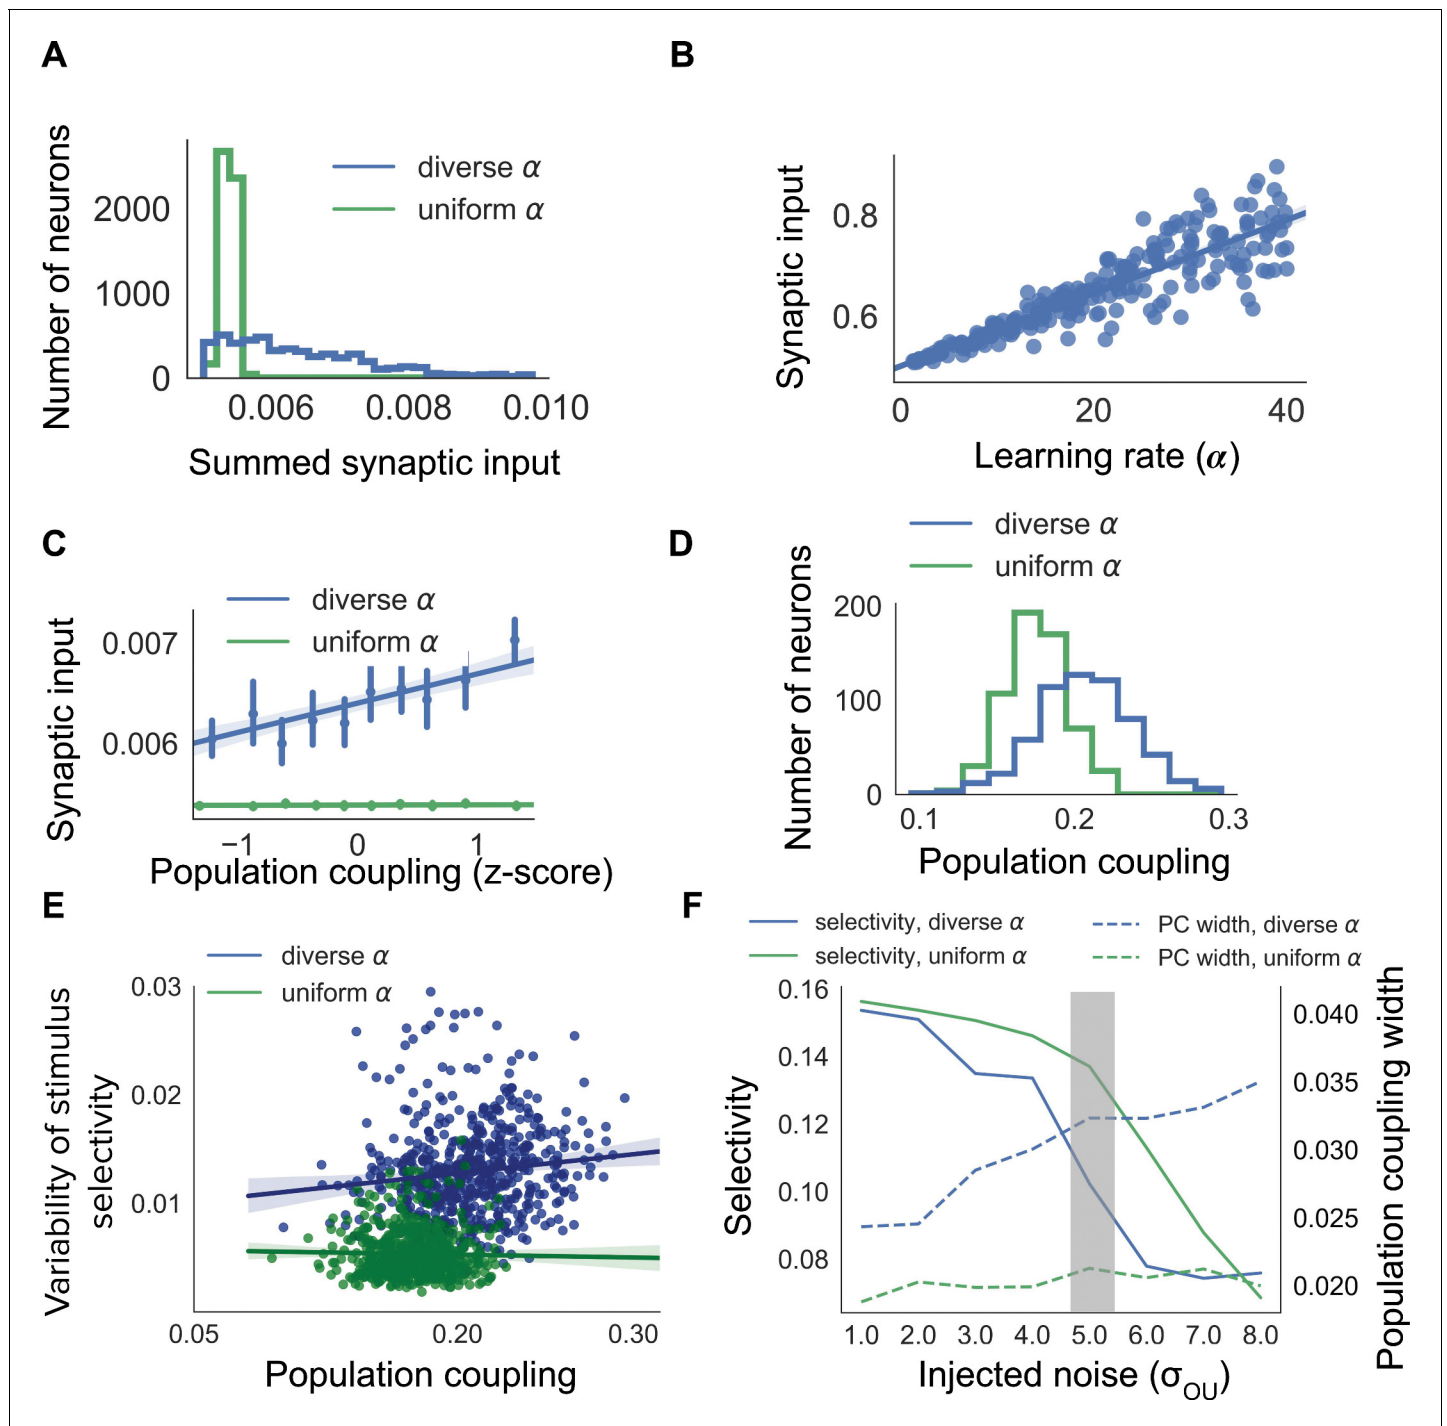 A
Number of neurons
2000
1000
0
diverse α
uniform α
0.006
0.008
0.010
Summed synaptic input
B
Synaptic input
0.8
0.6
0
20
40
Learning rate (α)
C
Synaptic input
0.007
0.006
diverse α
uniform α
−1
0
1
Population coupling (z-score)
D
diverse α
uniform α
Number of neurons
200
100
0
0.1
0.2
0.3
Population coupling
E
Variability of stimulus
selectivity
0.03
0.02
0.01
diverse α
uniform α
0.05
0.20
0.30
Population coupling
F
selectivity, diverse α
selectivity, uniform α
PC width, diverse α
PC width, uniform α
Selectivity
0.16
0.14
0.12
0.10
0.08
0.040
0.035
0.030
0.025
0.020
Population coupling width
1.0
2.0
3.0
4.0
5.0
6.0
7.0
8.0
Injected noise (σOU)